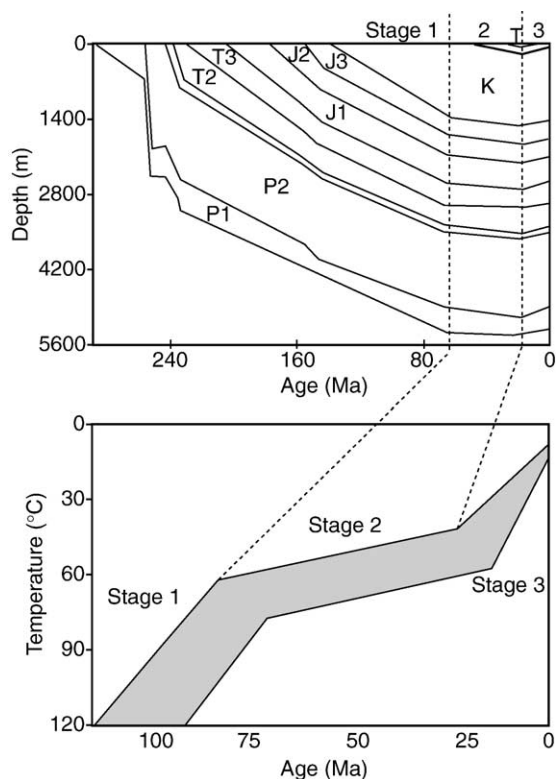 Stage 1 2 T 3
0
1400
2800
4200
5600
Depth (m)
T2
T3
J2
J3
J1
K
P2
P1
240 160 80 0
Age (Ma)
0
30
60
90
120
Temperature (°C)
Stage 1
Stage 2
Stage 3
100 75 50 25 0
Age (Ma)